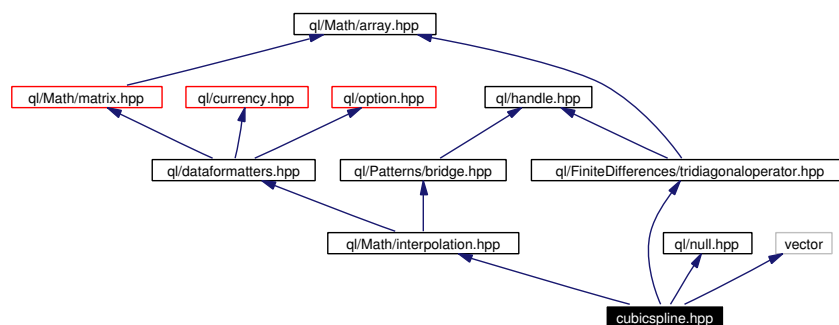 ql/Math/array.hpp
ql/Math/matrix.hpp
ql/currency.hpp
ql/option.hpp
ql/handle.hpp
ql/dataformatters.hpp
ql/Patterns/bridge.hpp
ql/FiniteDifferences/tridiagonaloperator.hpp
ql/Math/interpolation.hpp
ql/null.hpp
vector
cubicspline.hpp